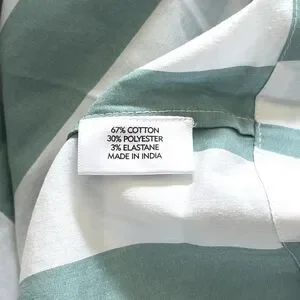 67% COTTON
30% POLYESTER
3% ELASTANE
MADE IN INDIA